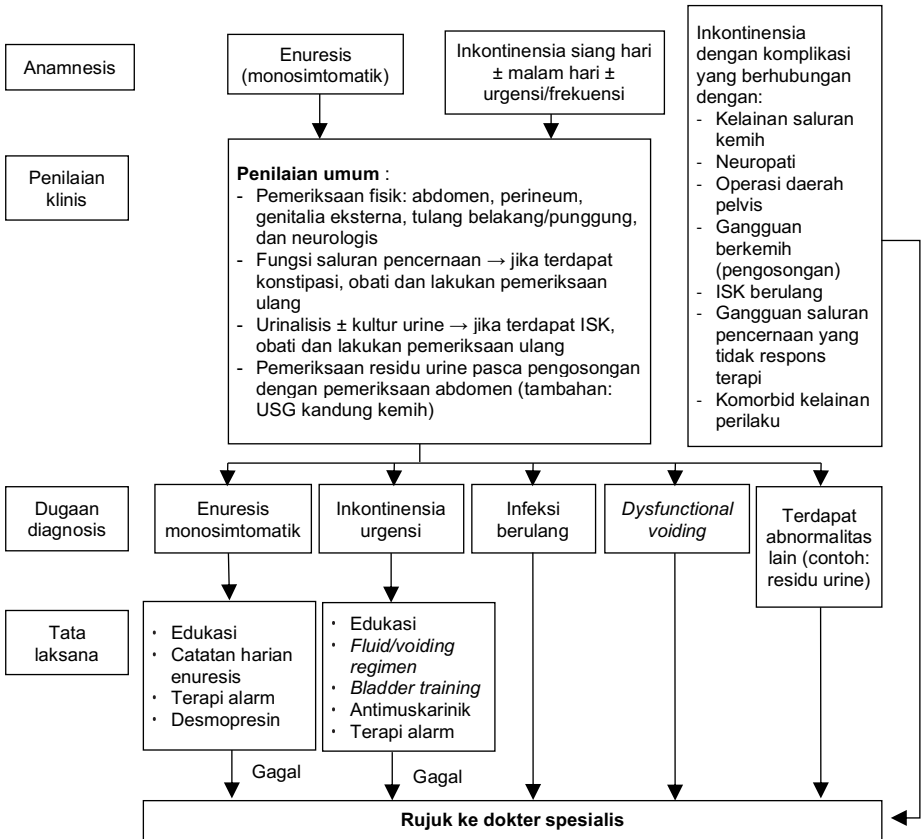 Anamnesis
Enuresis
(monosimtomatik)
Inkontinensia siang hari
± malam hari ±
urgensi/frekuensi
Inkontinensia
dengan komplikasi
yang berhubungan
dengan:
- Kelainan saluran
kemih
- Neuropati
- Operasi daerah
pelvis
- Gangguan
berkemih
(pengosongan)
- ISK berulang
- Gangguan saluran
pencernaan yang
tidak respons
terapi
- Komorbid kelainan
perilaku
Penilaian
klinis
Penilaian umum :
- Pemeriksaan fisik: abdomen, perineum,
genitalia eksterna, tulang belakang/punggung,
dan neurologis
- Fungsi saluran pencernaan → jika terdapat
konstipasi, obati dan lakukan pemeriksaan
ulang
- Urinalisis ± kultur urine → jika terdapat ISK,
obati dan lakukan pemeriksaan ulang
- Pemeriksaan residu urine pasca pengosongan
dengan pemeriksaan abdomen (tambahan:
USG kandung kemih)
Dugaan
diagnosis
Enuresis
monosimtomatik
Inkontinensia
urgensi
Infeksi
berulang
Dysfunctional
voiding
Terdapat
abnormalitas
lain (contoh:
residu urine)
Tata
laksana
· Edukasi
· Catatan harian
enuresis
· Terapi alarm
· Desmopresin
· Edukasi
· Fluid/voiding
regimen
· Bladder training
· Antimuskarinik
· Terapi alarm
Gagal
Gagal
Rujuk ke dokter spesialis